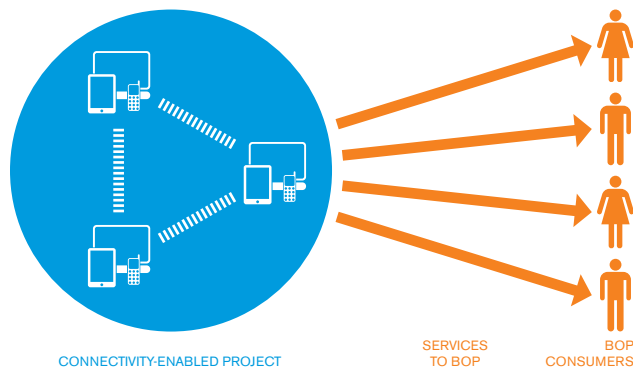 CONNECTIVITY-ENABLED PROJECT
SERVICES
TO BOP
BOP
CONSUMERS